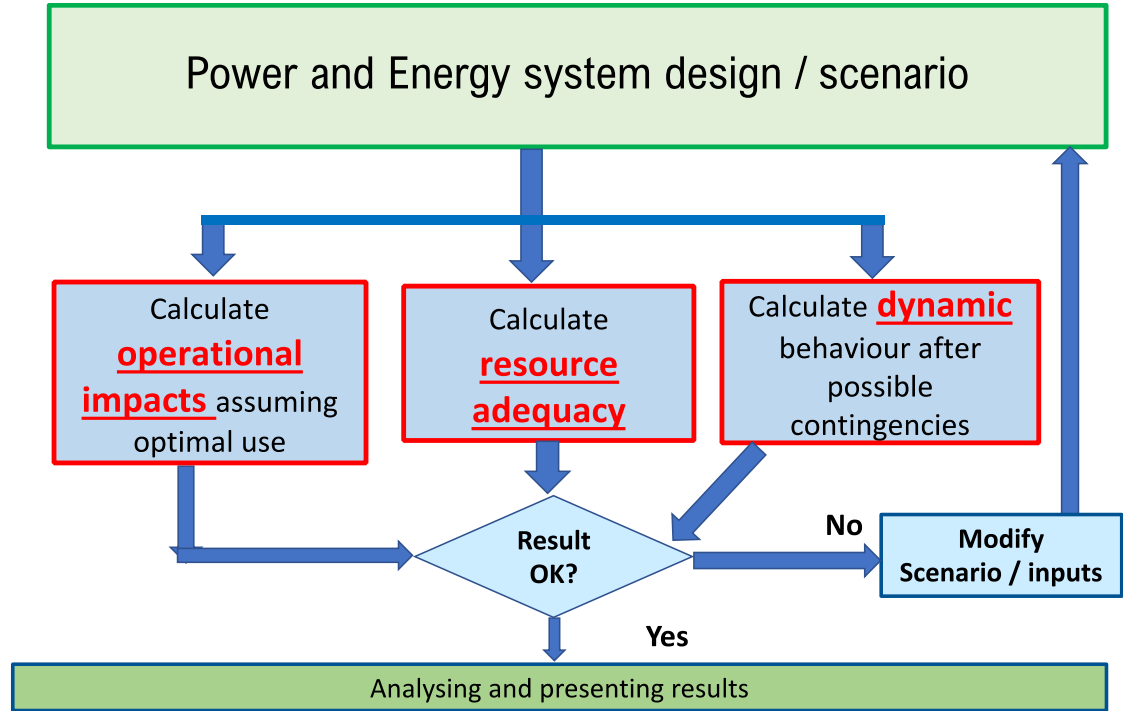 Power and Energy system design / scenario
Calculate
operational
impacts assuming
optimal use
Calculate
resource
adequacy
Calculate dynamic
behaviour after
possible
contingencies
Result
OK?
No
Modify
Scenario / inputs
Yes
Analysing and presenting results